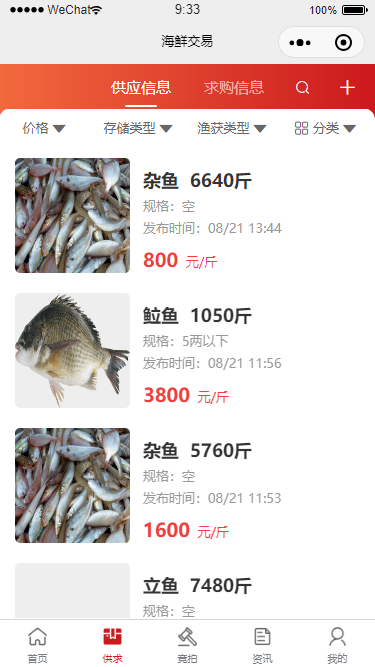 WeChat 9:33 100%
海鲜交易
供应信息 求购信息
价格 存储类型 渔获类型 分类
杂鱼 6640斤
规格：空
发布时间：08/21 13:44
800 元/斤
鲶鱼 1050斤
规格：5两以下
发布时间：08/21 11:56
3800 元/斤
杂鱼 5760斤
规格：空
发布时间：08/21 11:53
1600 元/斤
立鱼 7480斤
规格：空
首页 供求 竞拍 资讯 我的